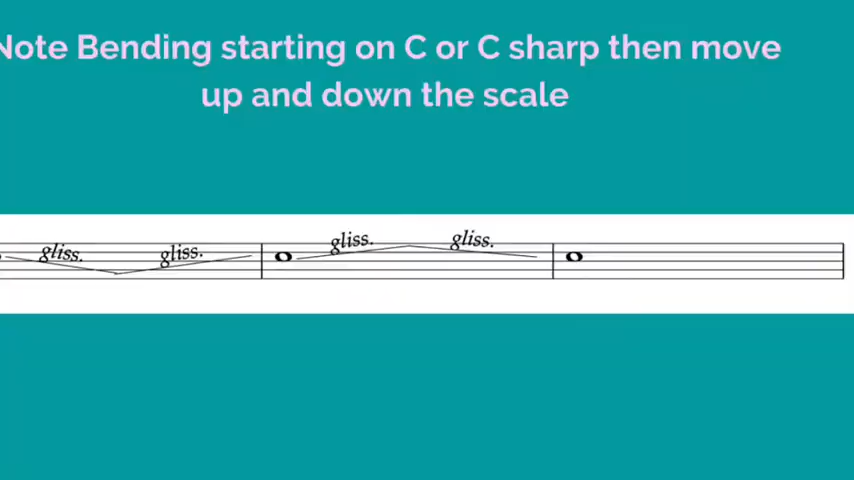 Note Bending starting on C or C sharp then move
up and down the scale
gliss. gliss. gliss. gliss.